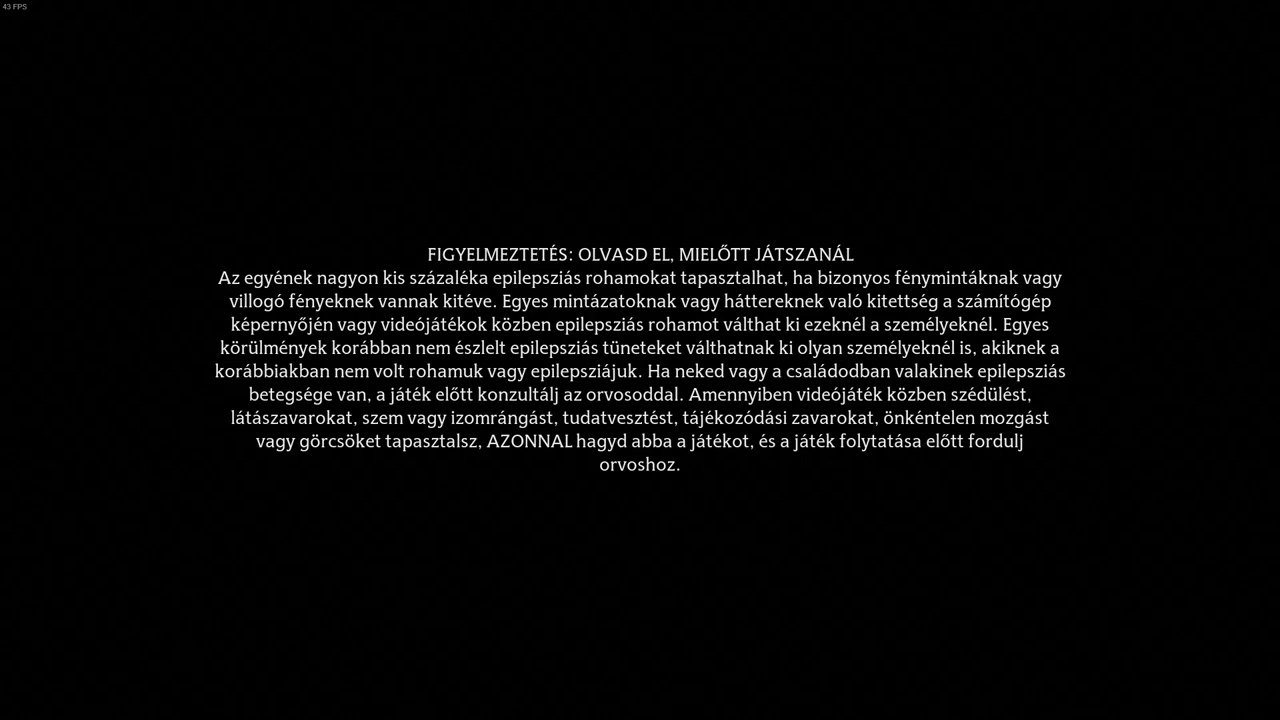 43 FPS
FIGYELMEZTETÉS: OLVASD EL, MIELŐTT JÁTSZANÁL
Az egyének nagyon kis százaléka epilepsziás rohamokat tapasztalhat, ha bizonyos fénymintáknak vagy
villogó fényeknek vannak kitéve. Egyes mintázatoknak vagy háttereknek való kitettség a számítógép
képernyőjén vagy videójátékok közben epilepsziás rohamot válthat ki ezeknél a személyeknél. Egyes
körülmények korábban nem észlelt epilepsziás tüneteket válthatnak ki olyan személyeknél is, akiknek a
korábbiakban nem volt rohamuk vagy epilepsziájuk. Ha neked vagy a családodban valakinek epilepsziás
betegsége van, a játék előtt konzultálj az orvosoddal. Amennyiben videójáték közben szédülést,
látászavarokat, szem vagy izomrángást, tudatvesztést, tájékozódási zavarokat, önkéntelen mozgást
vagy görcsöket tapasztalsz, AZONNAL hagyd abba a játékot, és a játék folytatása előtt fordulj
orvoshoz.